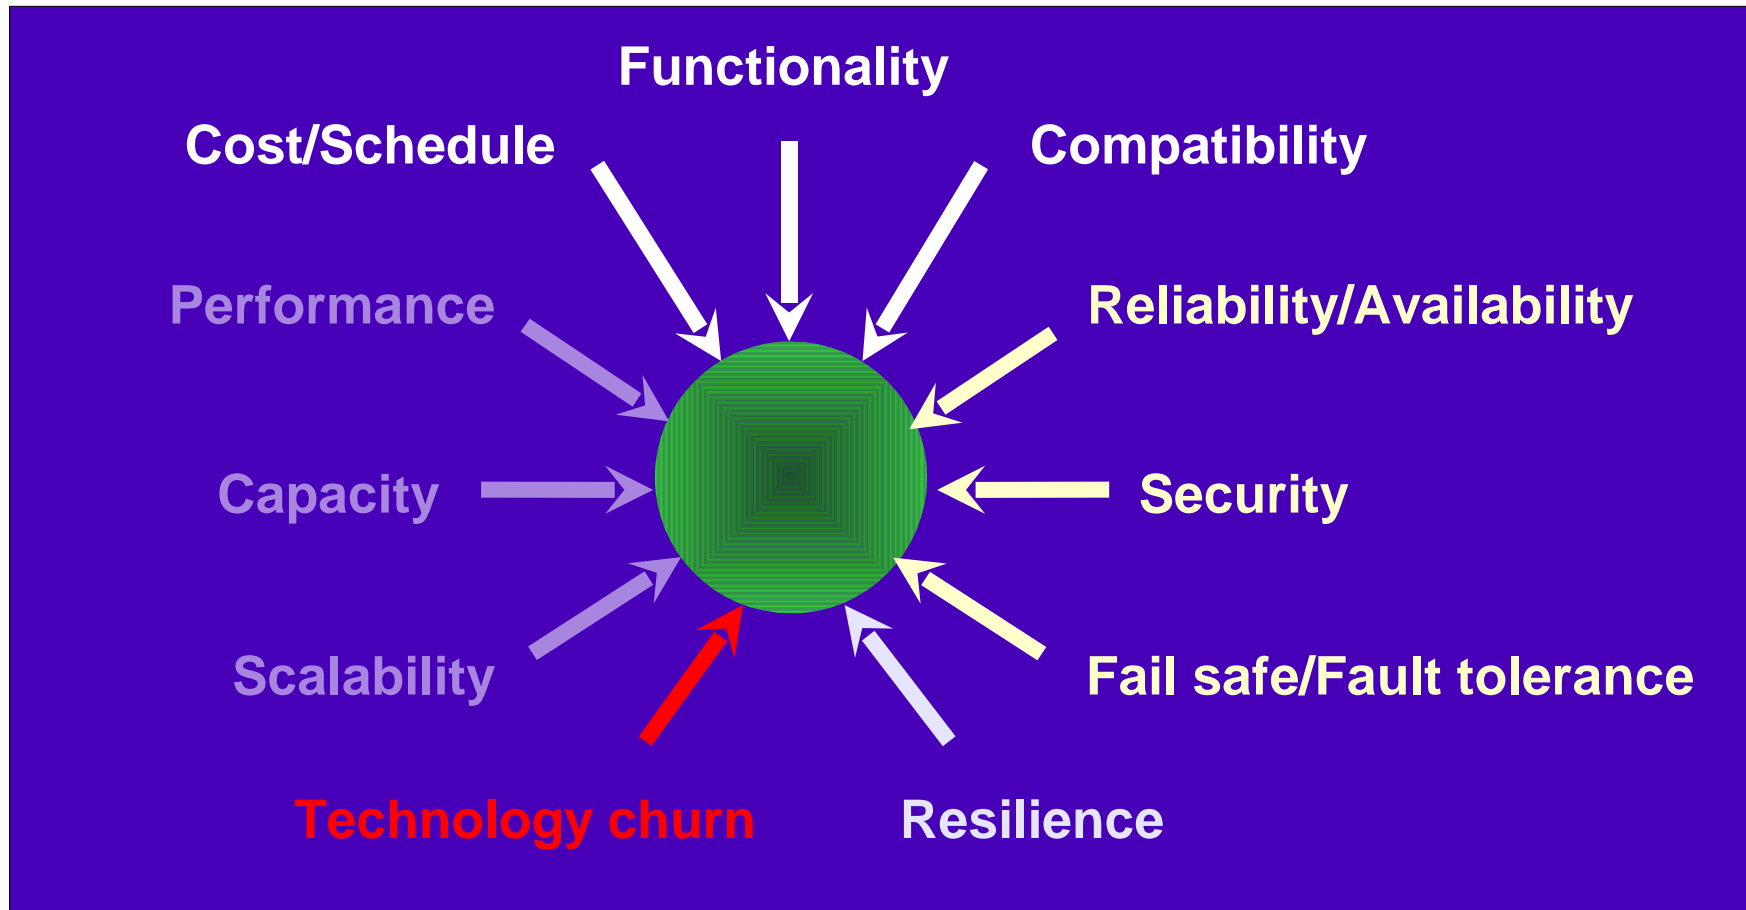 Functionality
Cost/Schedule
Compatibility
Performance
Reliability/Availability
Capacity
Security
Scalability
Fail safe/Fault tolerance
Technology churn
Resilience